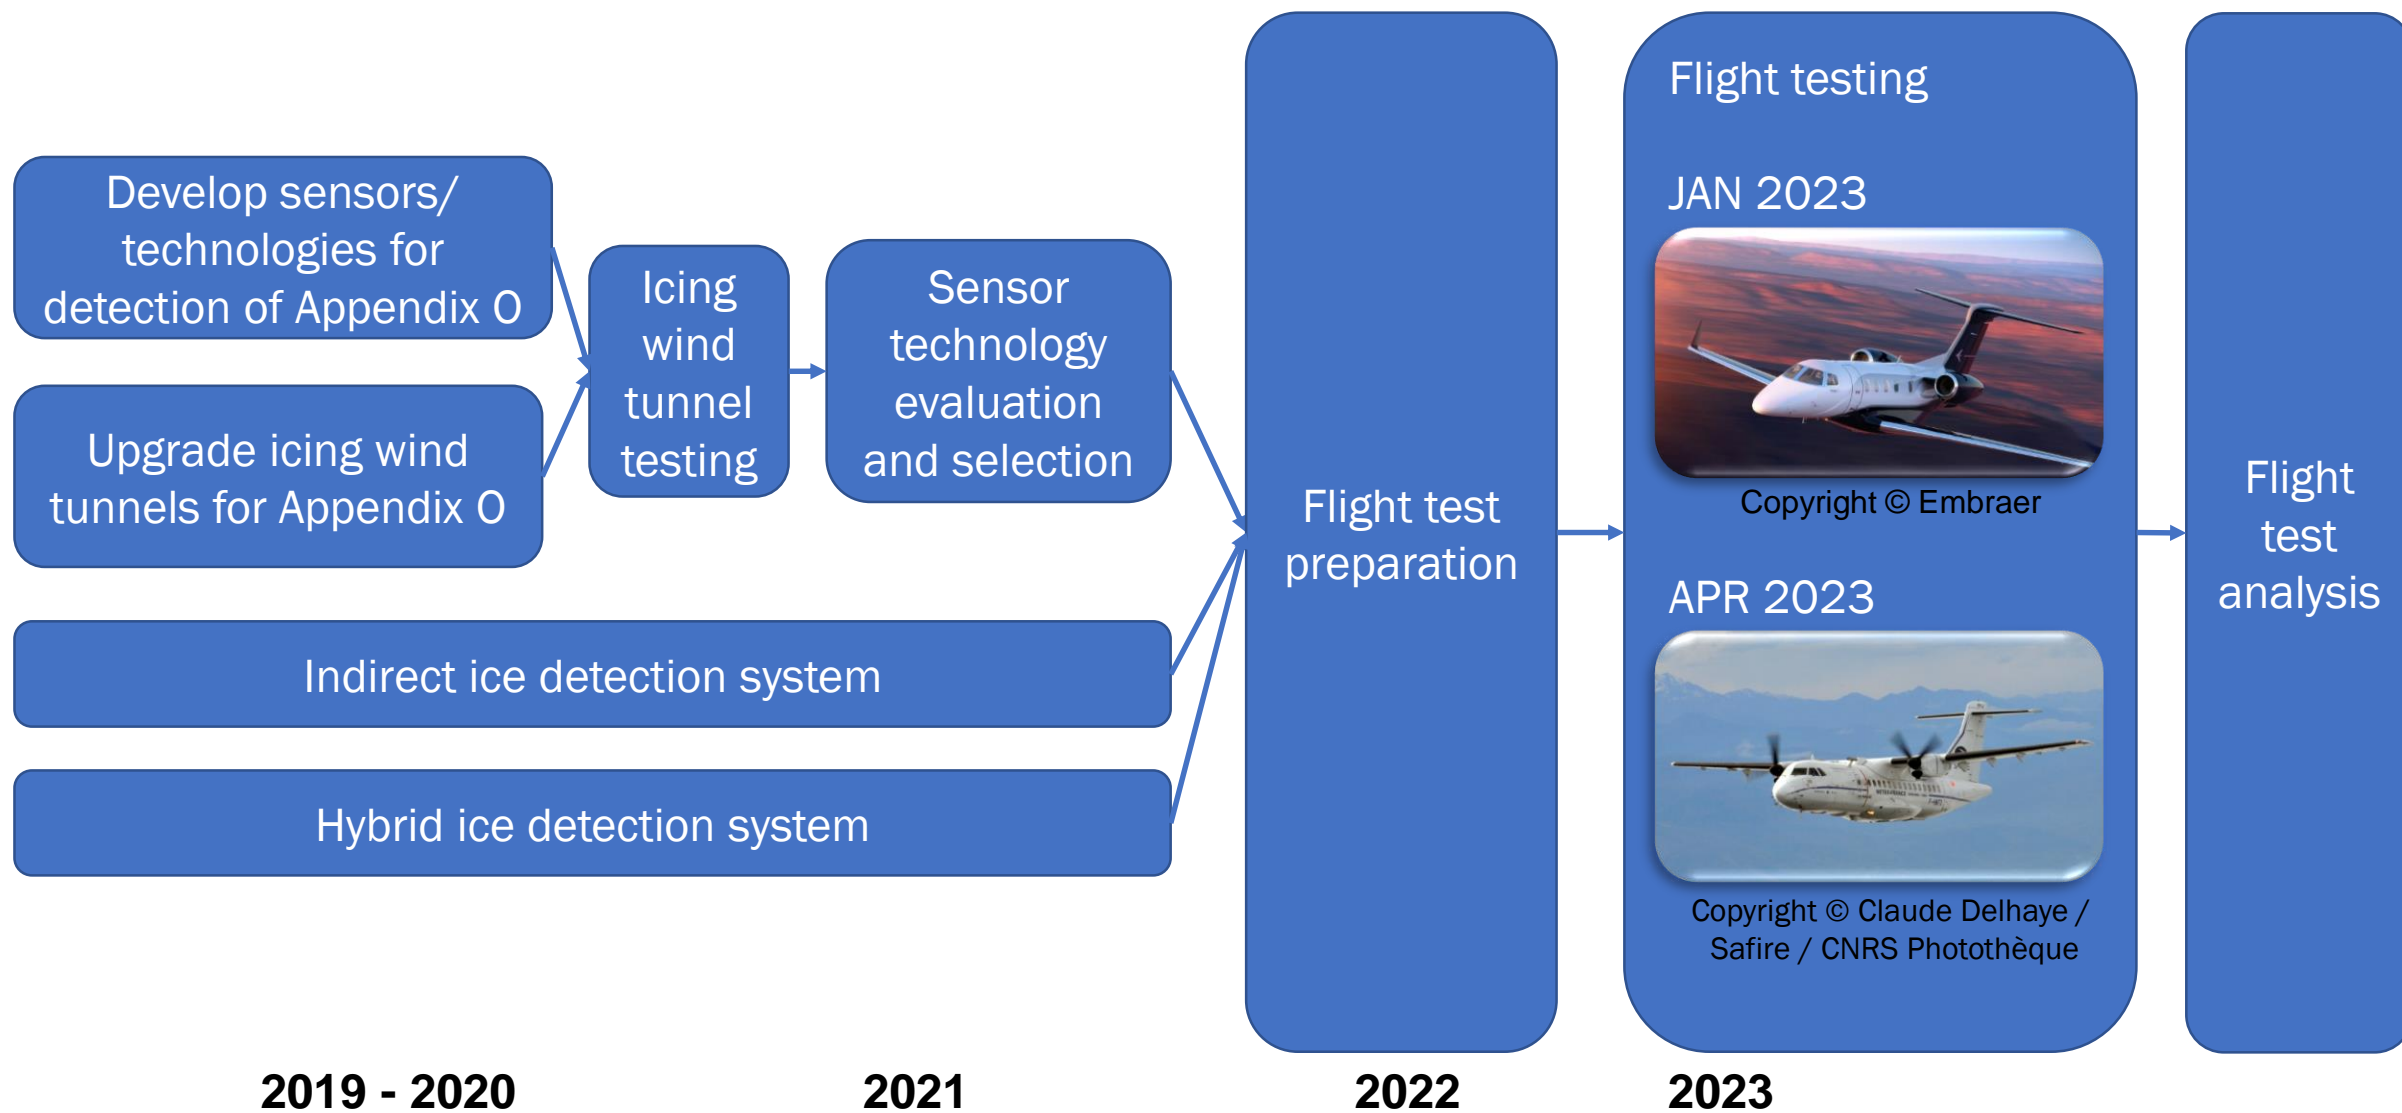 Develop sensors/
technologies for
detection of Appendix O
Upgrade icing wind
tunnels for Appendix O
Icing
wind
tunnel
testing
Sensor
technology
evaluation
and selection
Indirect ice detection system
Hybrid ice detection system
Flight test
preparation
Flight testing
JAN 2023
Copyright © Embraer
APR 2023
Copyright © Claude Delhaye /
Safire / CNRS Photothèque
Flight
test
analysis
2019 - 2020
2021
2022
2023